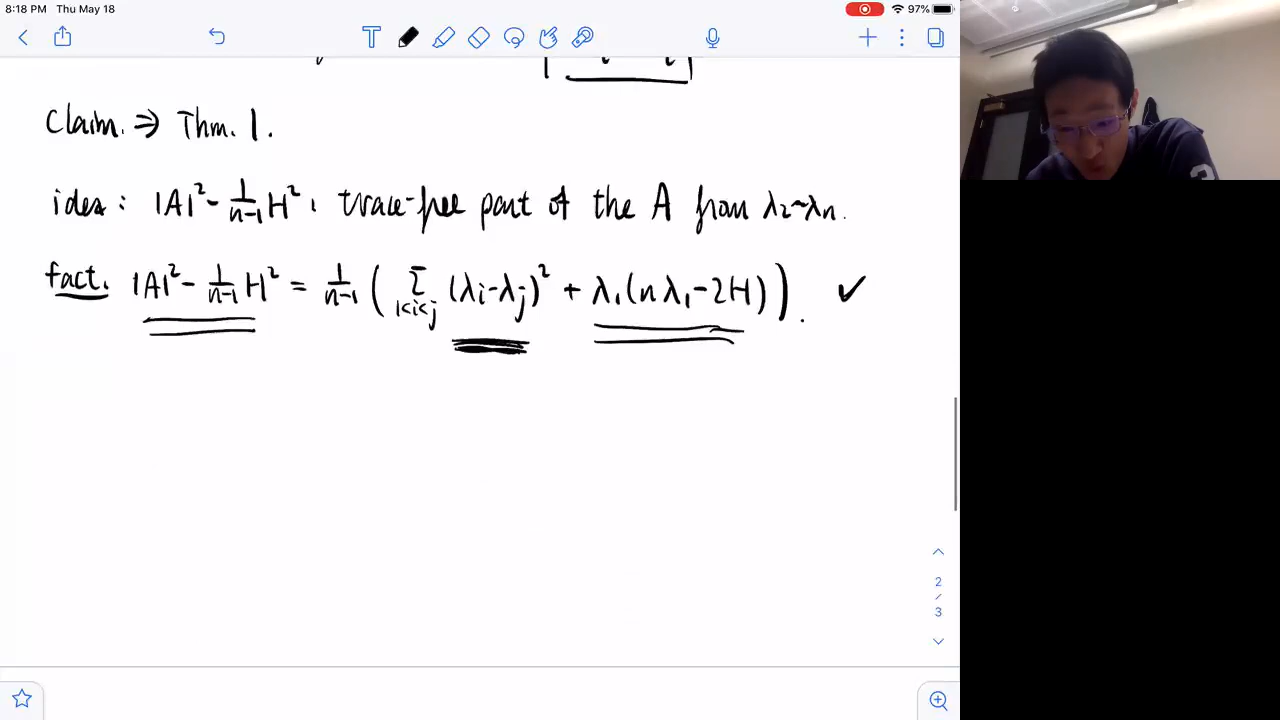 8:18 PM Thu May 18
97%
Claim. ⇒ Thm. 1.
idea: |A|² - 1/(n-1) H² : trace-free part of the A from λ₂~λₙ.
fact. |A|² - 1/(n-1) H² = 1/(n-1) ( Σ_{1<i<j} (λi-λj)² + λ₁(nλ₁-2H) ). ✓
2
/
3
3